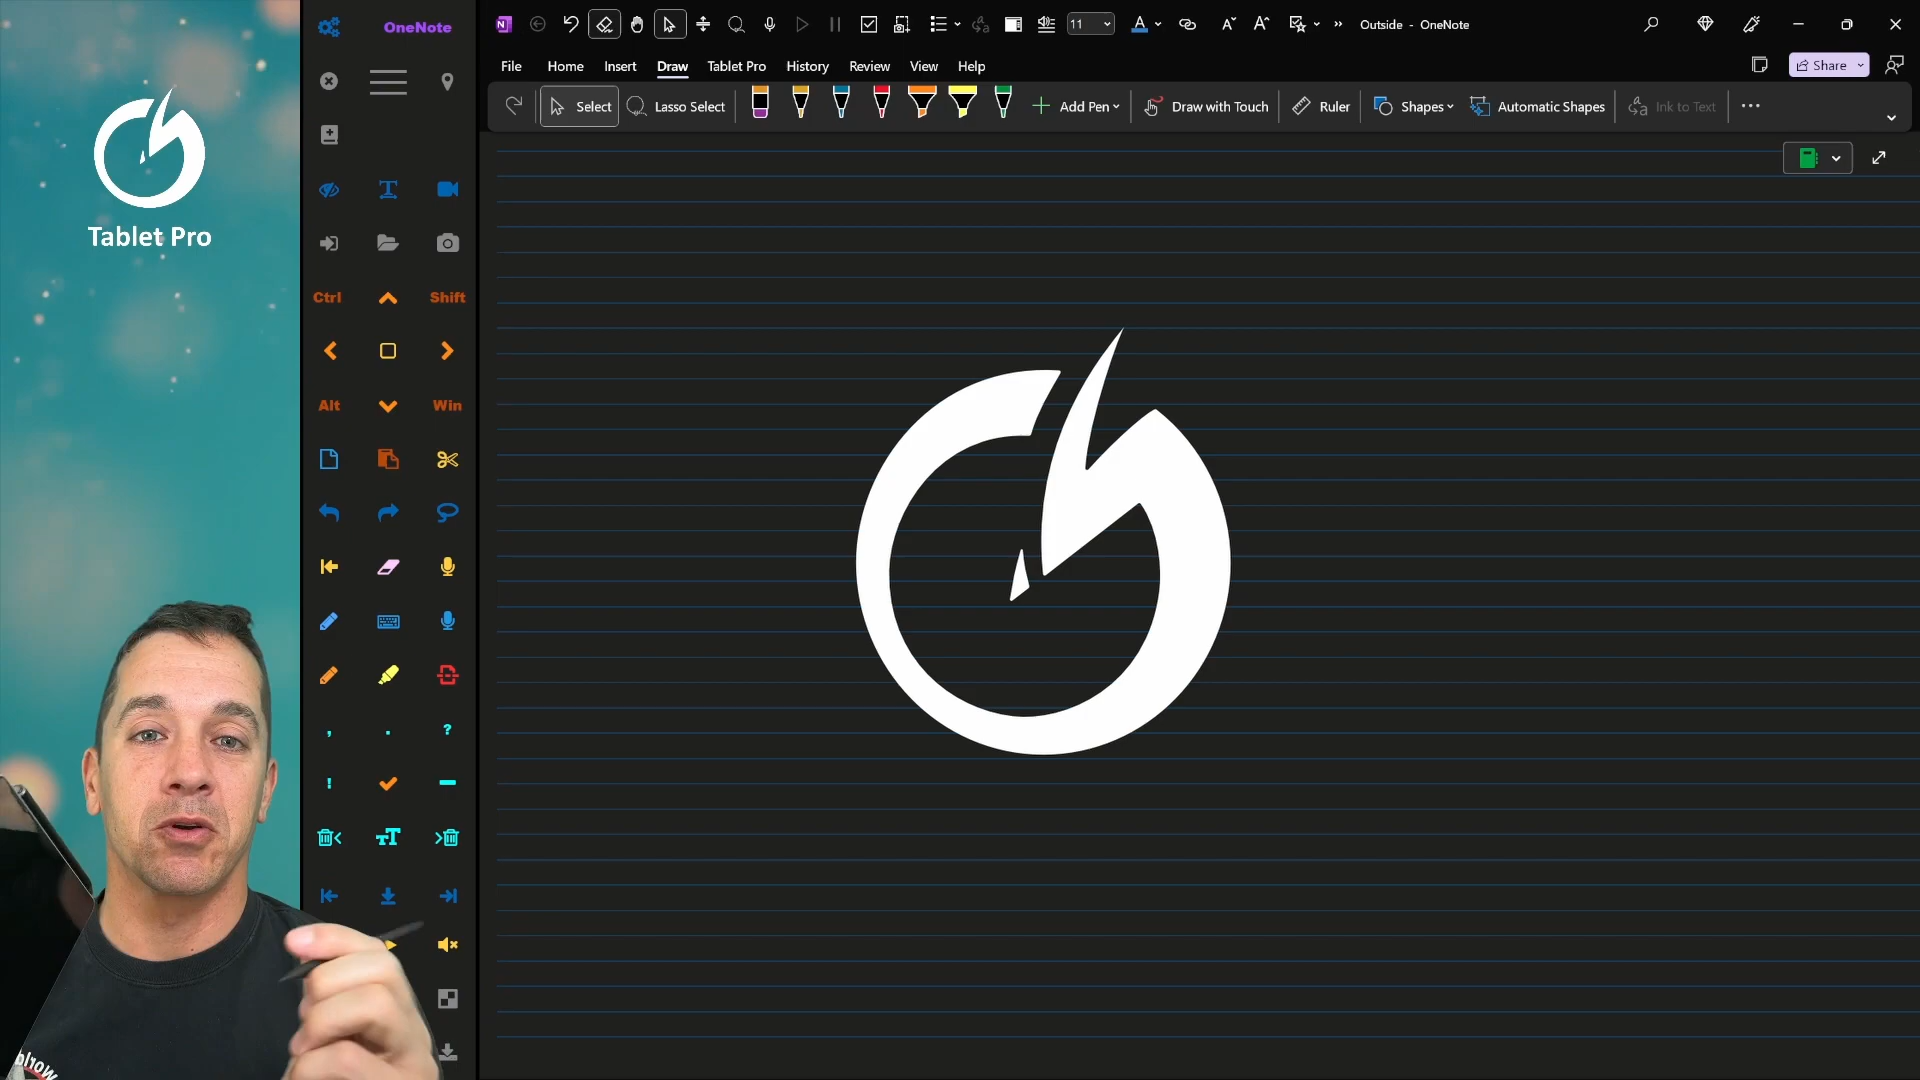 Tablet Pro
OneNote
Ctrl
Shift
Alt
Win
, . ?
!
11
Outside - OneNote
File Home Insert Draw Tablet Pro History Review View Help
Share
Select Lasso Select Add Pen Draw with Touch Ruler Shapes Automatic Shapes Ink to Text
World